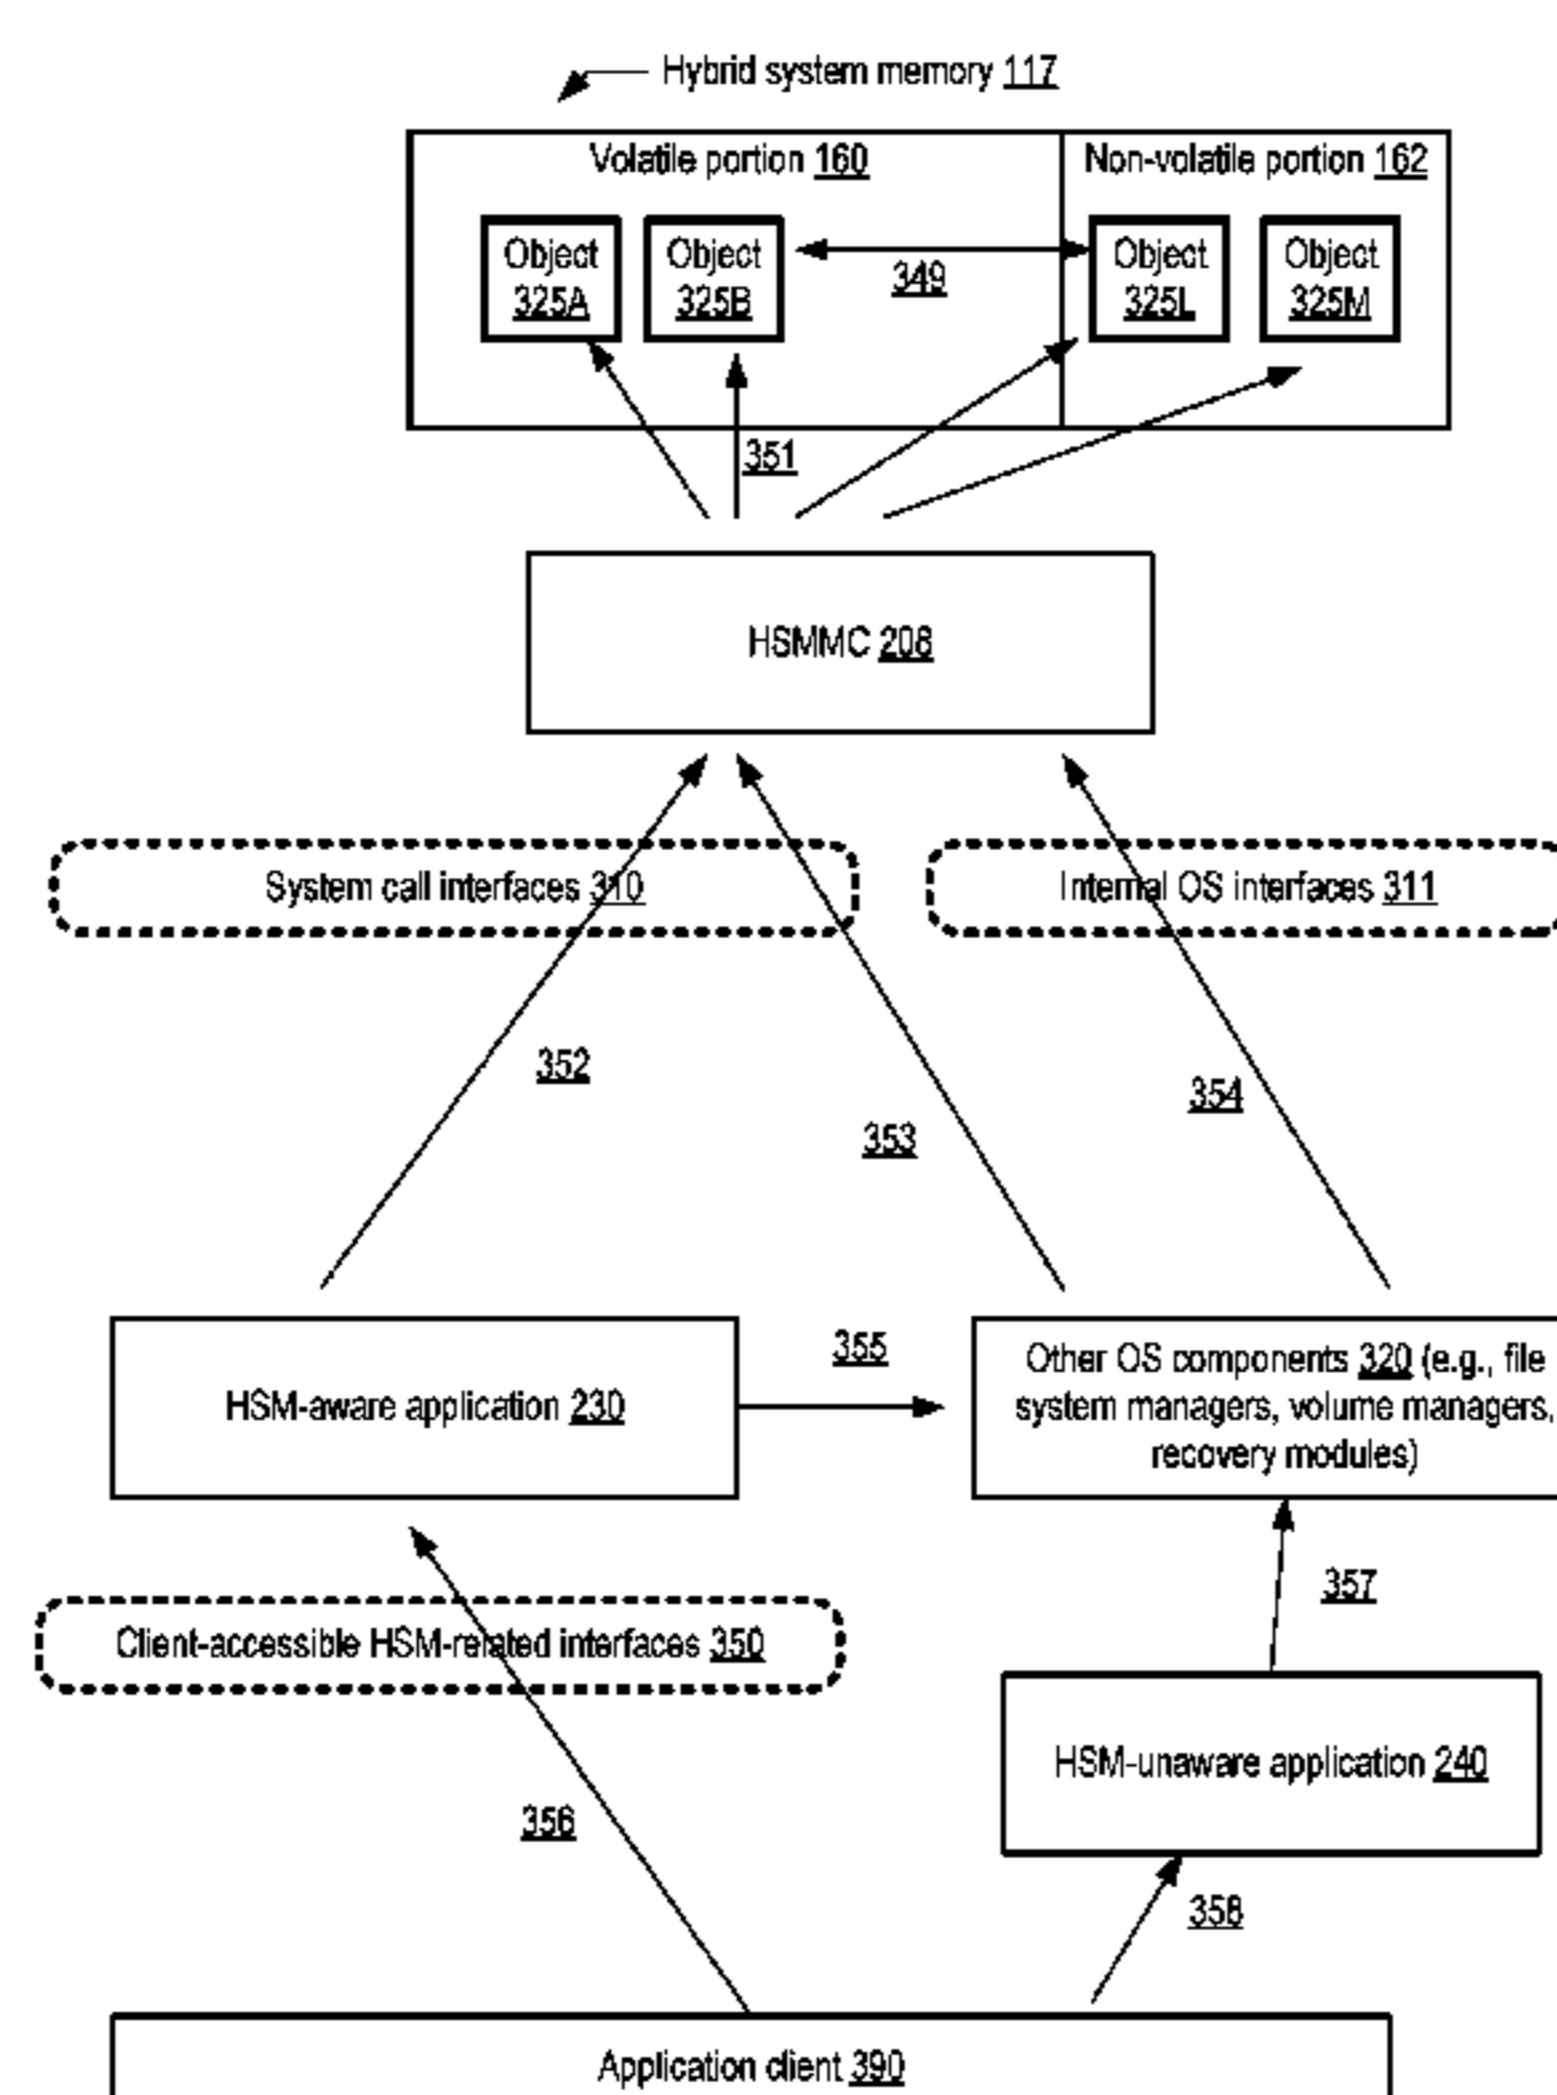 Hybrid system memory 117
Volatile portion 160
Non-volatile portion 162
Object
325A
Object
325B
349
Object
325L
Object
325M
351
HSMMC 208
System call interfaces 310
Internal OS interfaces 311
352
353
354
HSM-aware application 230
355
Other OS components 320 (e.g., file
system managers, volume managers,
recovery modules)
357
Client-accessible HSM-related interfaces 350
HSM-unaware application 240
356
358
Application client 390